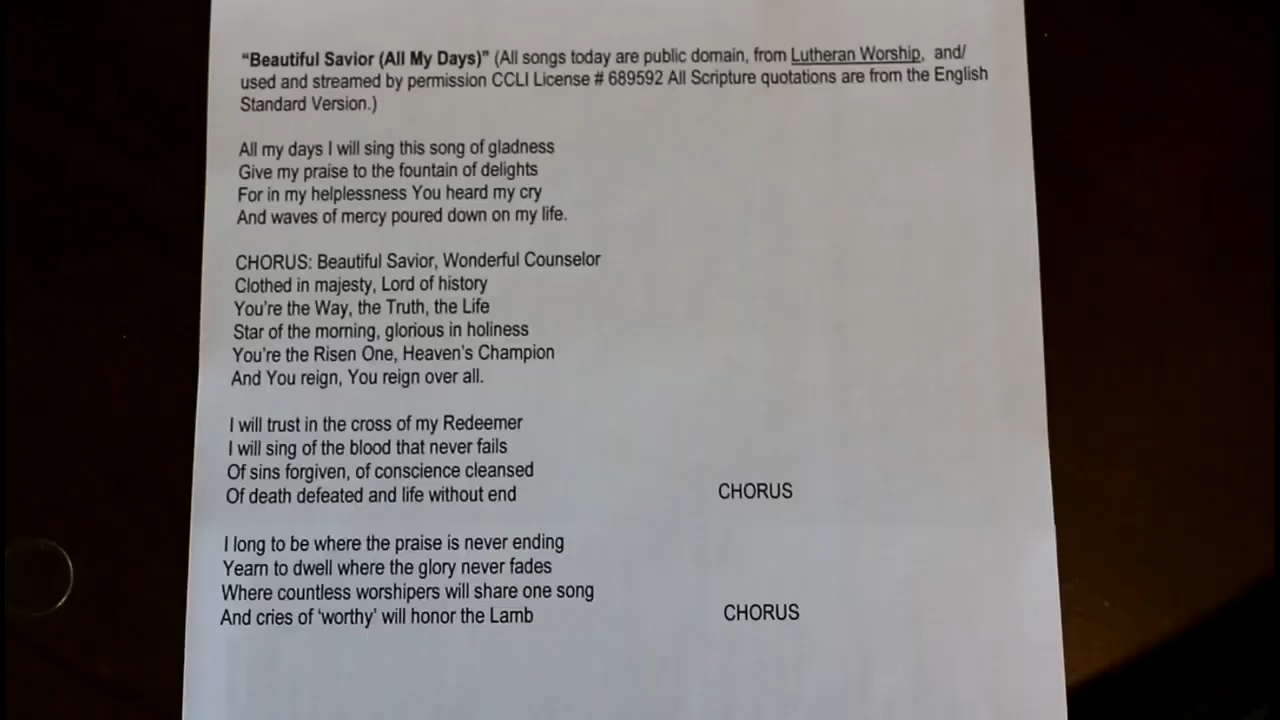 “Beautiful Savior (All My Days)” (All songs today are public domain, from Lutheran Worship, and/
used and streamed by permission CCLI License # 689592 All Scripture quotations are from the English
Standard Version.)
All my days I will sing this song of gladness
Give my praise to the fountain of delights
For in my helplessness You heard my cry
And waves of mercy poured down on my life.
CHORUS: Beautiful Savior, Wonderful Counselor
Clothed in majesty, Lord of history
You’re the Way, the Truth, the Life
Star of the morning, glorious in holiness
You’re the Risen One, Heaven’s Champion
And You reign, You reign over all.
I will trust in the cross of my Redeemer
I will sing of the blood that never fails
Of sins forgiven, of conscience cleansed
Of death defeated and life without end CHORUS
I long to be where the praise is never ending
Yearn to dwell where the glory never fades
Where countless worshipers will share one song
And cries of ‘worthy’ will honor the Lamb CHORUS